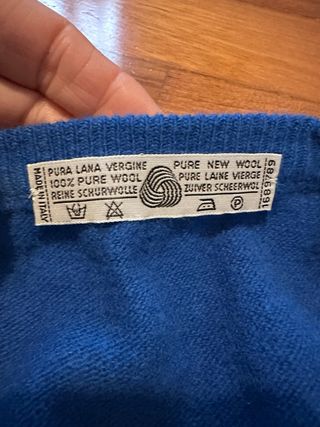 MADE IN ITALY
PURA LANA VERGINE
100% PURE WOOL
REINE SCHURWOLLE
PURE NEW WOOL
PURE LAINE VIERGE
ZUIVER SCHEERWOL
P
1689789